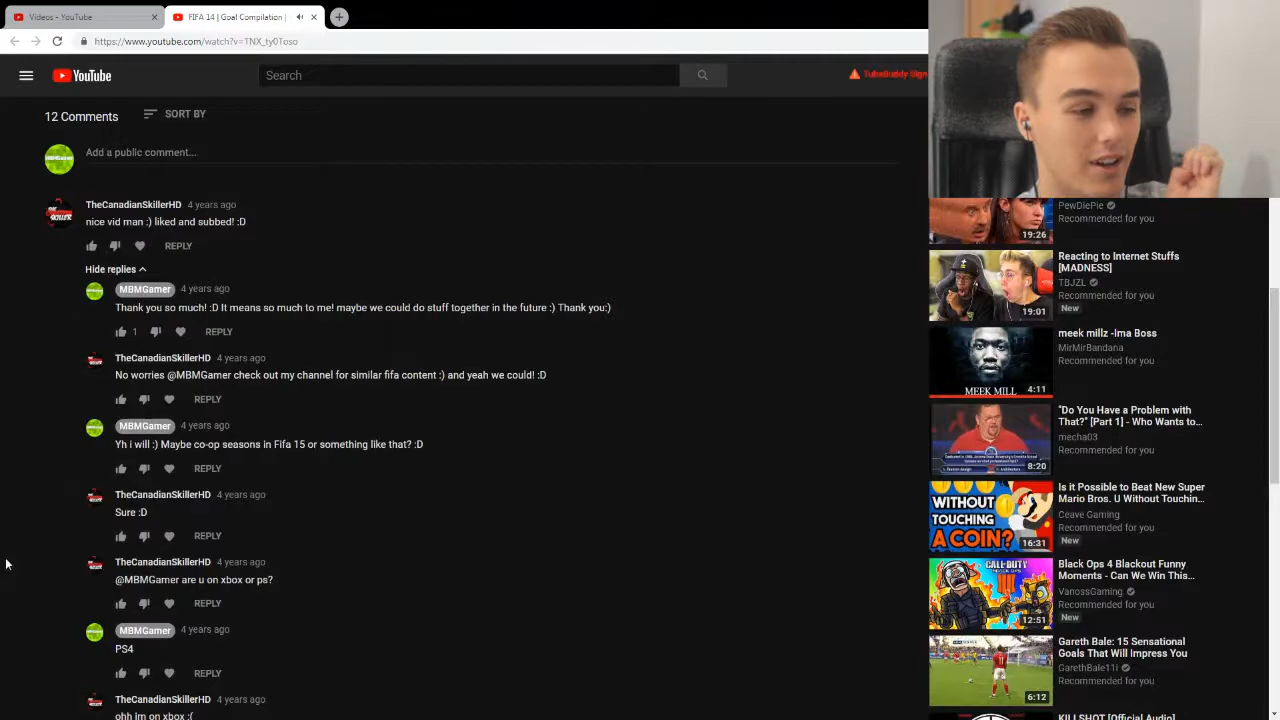 Videos - YouTube
FIFA 14 | Goal Compilation |
https://www.youtube.com/watch?v=TNX_ty0Toso
YouTube
Search
TubeBuddy Sign
12 Comments
SORT BY
Add a public comment...
TheCanadianSkillerHD 4 years ago
nice vid man :) liked and subbed! :D
REPLY
Hide replies
MBMGamer 4 years ago
Thank you so much! :D It means so much to me! maybe we could do stuff together in the future :) Thank you:)
1 REPLY
TheCanadianSkillerHD 4 years ago
No worries @MBMGamer check out my channel for similar fifa content :) and yeah we could! :D
REPLY
MBMGamer 4 years ago
Yh i will :) Maybe co-op seasons in Fifa 15 or something like that? :D
REPLY
TheCanadianSkillerHD 4 years ago
Sure :D
REPLY
TheCanadianSkillerHD 4 years ago
@MBMGamer are u on xbox or ps?
REPLY
MBMGamer 4 years ago
PS4
REPLY
TheCanadianSkillerHD 4 years ago
ohh im on xbox :(
PewDiePie
Recommended for you
19:26
Reacting to Internet Stuffs
[MADNESS]
TBJZL
Recommended for you
New
19:01
meek millz -Ima Boss
MirMirBandana
Recommended for you
MEEK MILL
4:11
"Do You Have a Problem with
That?" [Part 1] - Who Wants to...
mecha03
Recommended for you
8:20
Is it Possible to Beat New Super
Mario Bros. U Without Touchin...
Ceave Gaming
Recommended for you
New
WITHOUT
TOUCHING
A COIN?
16:31
Black Ops 4 Blackout Funny
Moments - Can We Win This...
VanossGaming
Recommended for you
New
CALL OF DUTY
12:51
Gareth Bale: 15 Sensational
Goals That Will Impress You
GarethBale11i
Recommended for you
6:12
KILLSHOT [Official Audio]